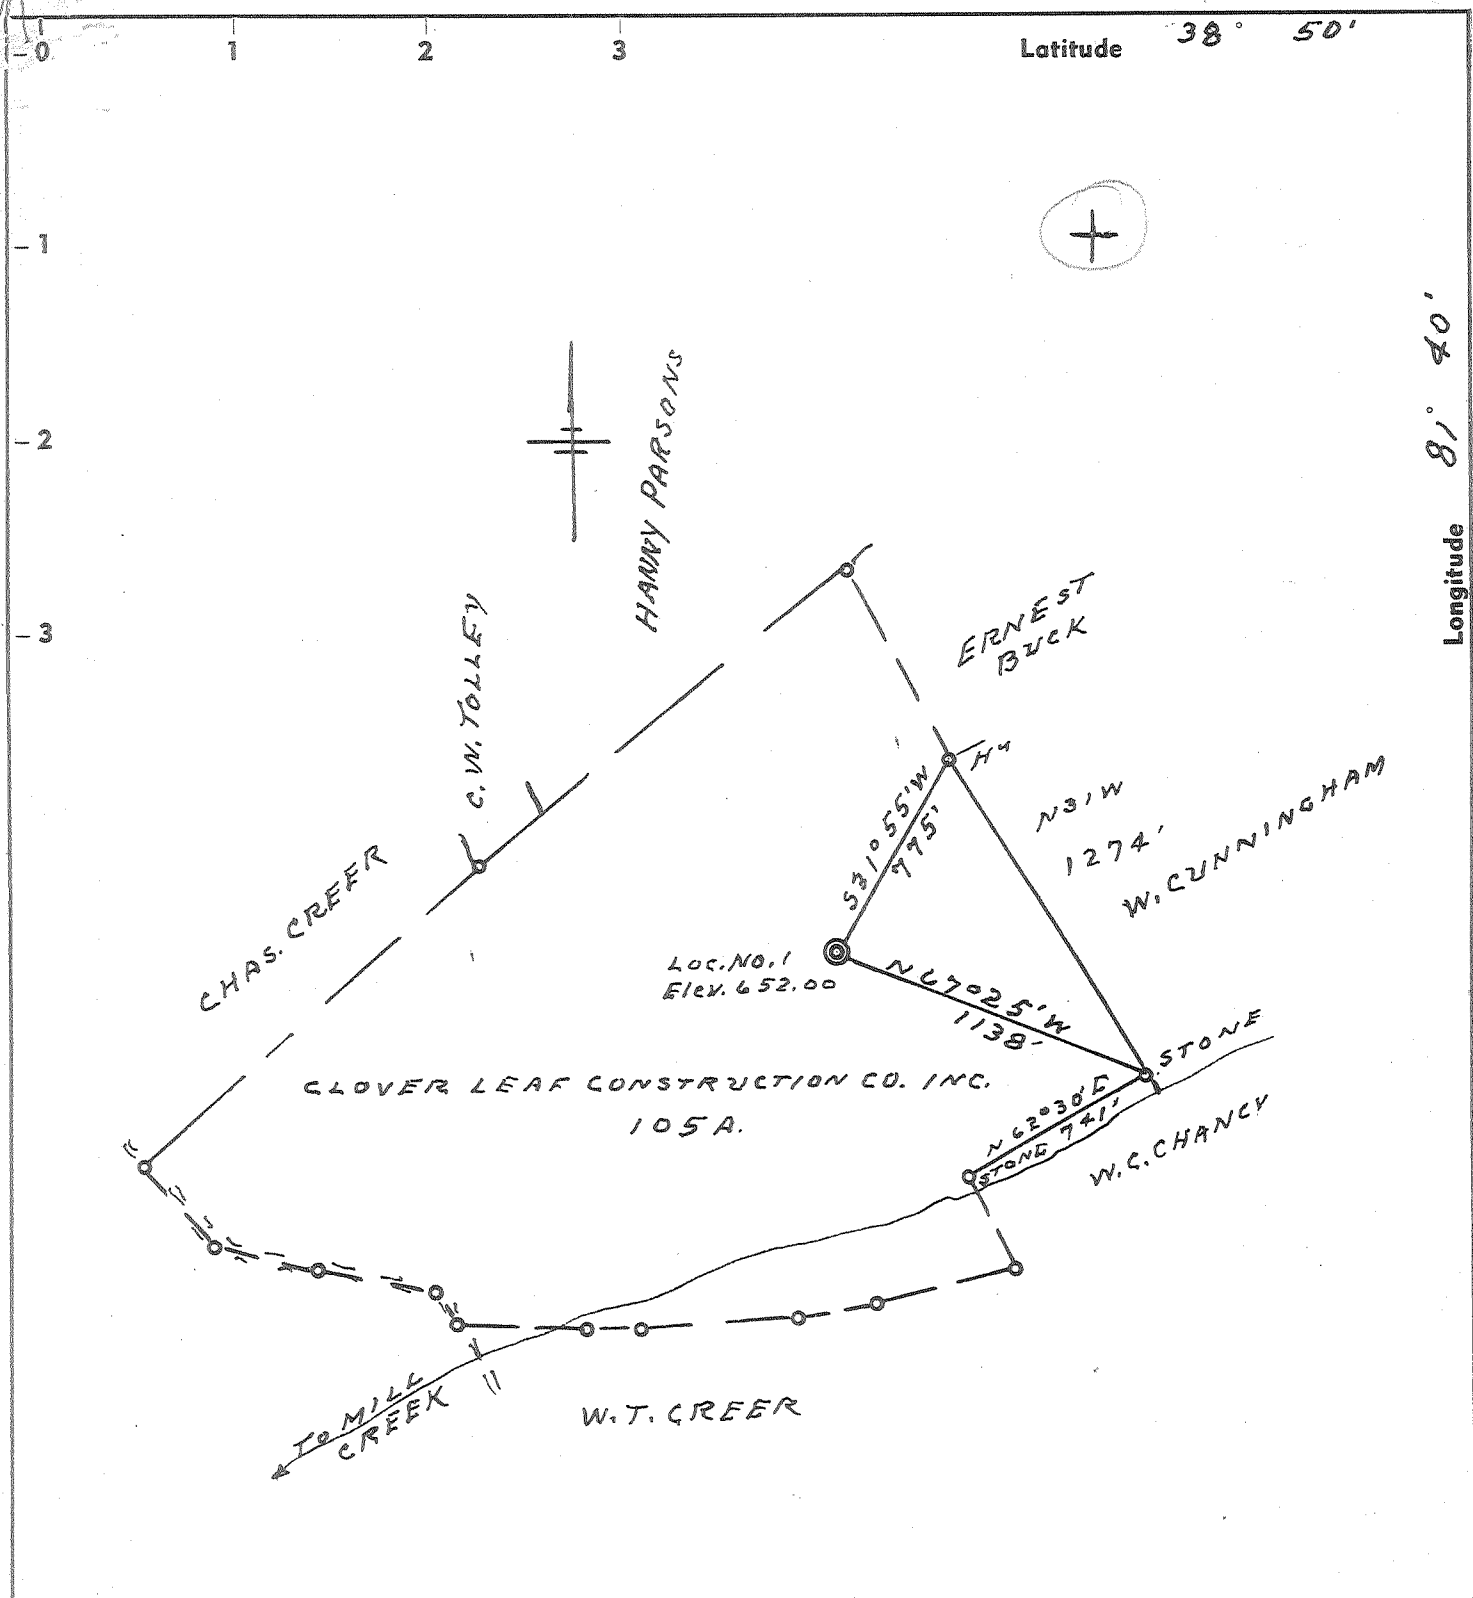 0 1 2 3 Latitude 38° 50'
- 1
- 2
- 3
Longitude 81° 40'
HANNY PARSONS
C.W. TOLLEY
ERNEST
BUCK
CHAS. CREER
S31°55'W
775'
N31W
1274'
W. CUNNINGHAM
Loc. No. 1
Elev. 652.00
N67°25'W
1138'
STONE
CLOVER LEAF CONSTRUCTION CO. INC.
105 A.
N62°30'E
STONE 741'
W.C. CHANCY
TO MILL
CREEK
W.T. CREER